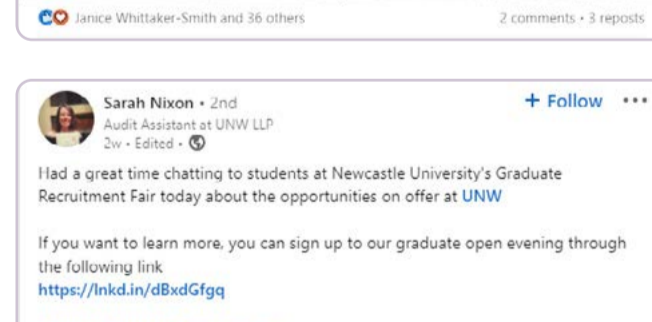 Janice Whittaker-Smith and 36 others 2 comments • 3 reposts
Sarah Nixon • 2nd + Follow •••
Audit Assistant at UNW LLP
2w • Edited •
Had a great time chatting to students at Newcastle University's Graduate
Recruitment Fair today about the opportunities on offer at UNW
If you want to learn more, you can sign up to our graduate open evening through
the following link
https://lnkd.in/dBxdGfgq